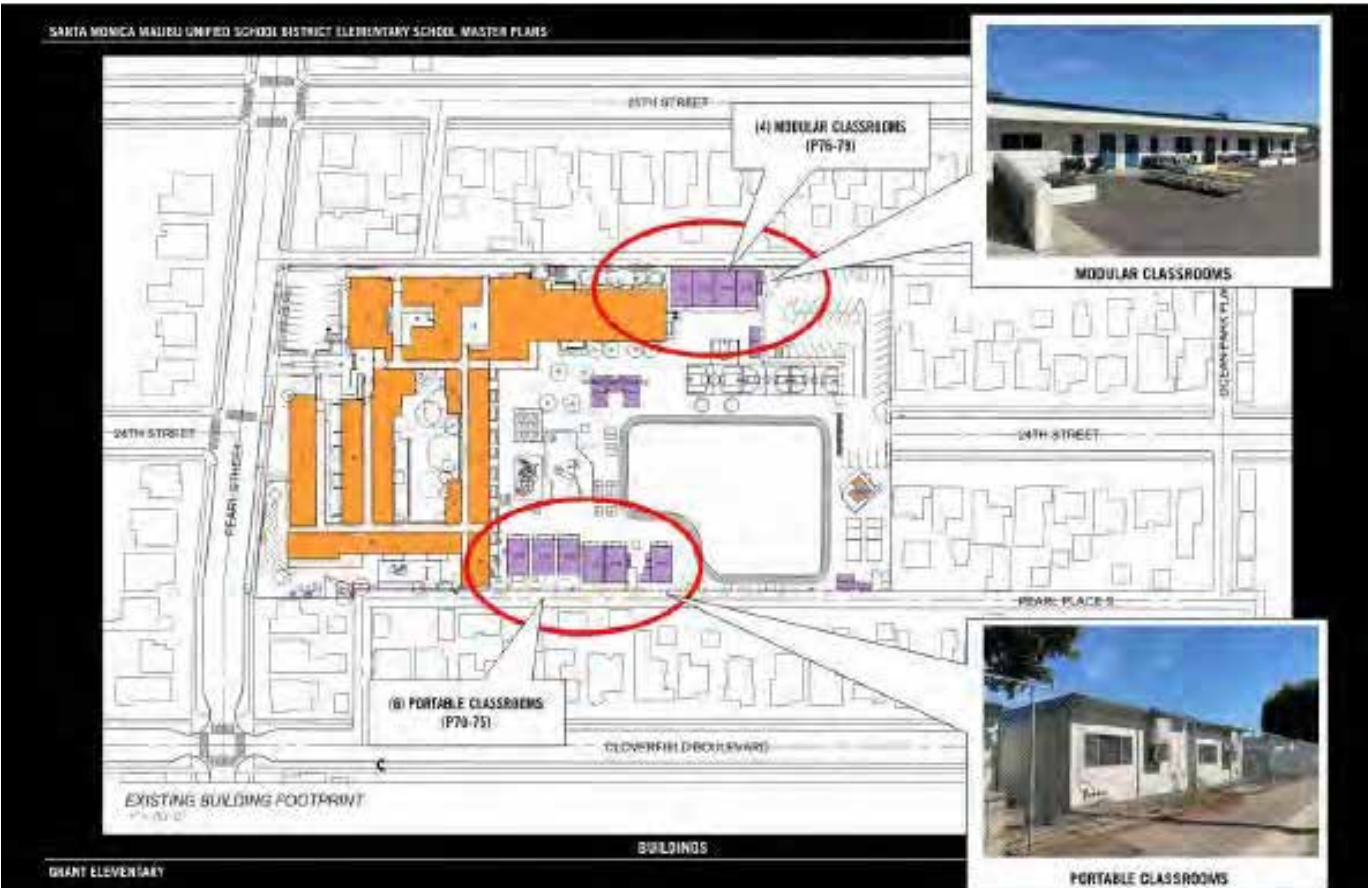 SANTA MONICA MALIBU UNIFIED SCHOOL DISTRICT ELEMENTARY SCHOOL MASTER PLANS
25TH STREET
(4) MODULAR CLASSROOMS
(P76-79)
MODULAR CLASSROOMS
OCEAN PARK
24TH STREET
PEARL STREET
24TH STREET
PEARL PLACE S
(6) PORTABLE CLASSROOMS
(P70-75)
CLOVERFIELD BOULEVARD
C
EXISTING BUILDING FOOTPRINT
BUILDINGS
GRANT ELEMENTARY
PORTABLE CLASSROOMS